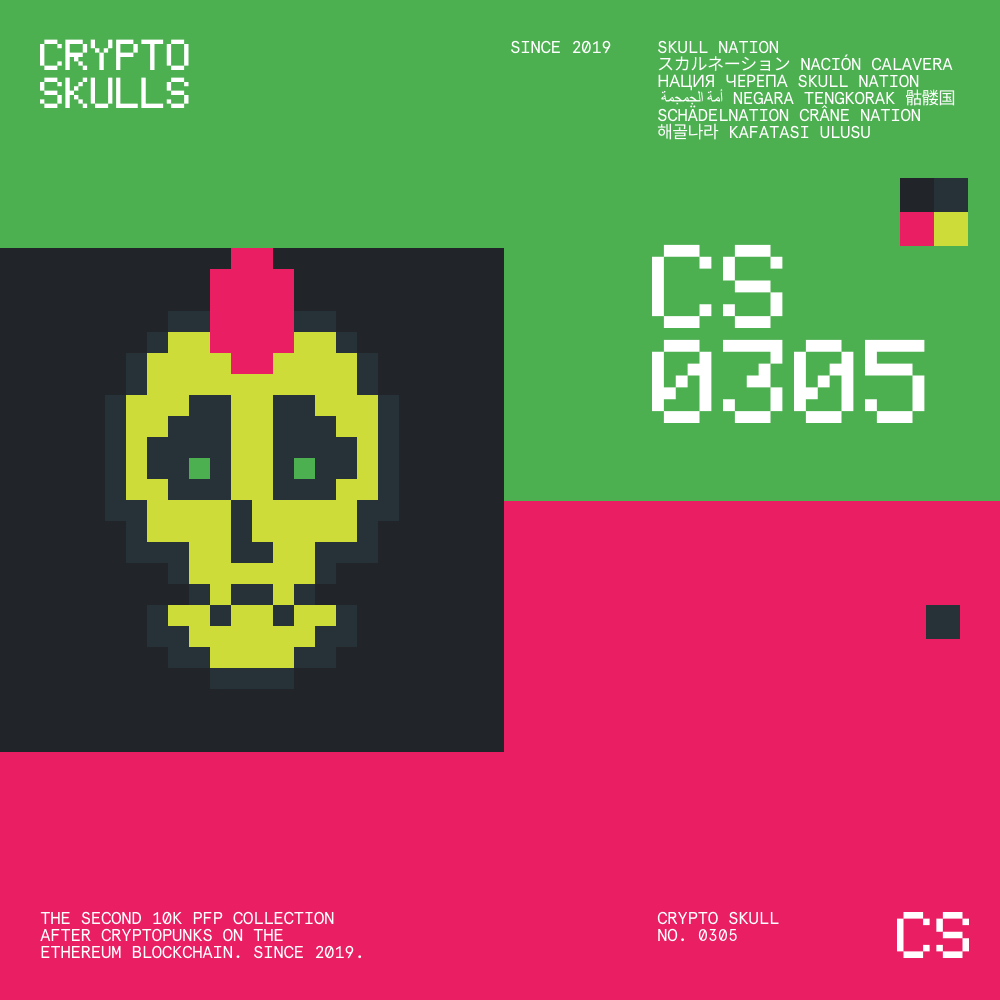 CRYPTO
SKULLS
SINCE 2019
SKULL NATION
スカルネーション NACIÓN CALAVERA
НАЦИЯ ЧЕРЕПА SKULL NATION
أمة الجمجمة NEGARA TENGKORAK 骷髅国
SCHÄDELNATION CRÂNE NATION
해골나라 KAFATASI ULUSU
CS
0305
THE SECOND 10K PFP COLLECTION
AFTER CRYPTOPUNKS ON THE
ETHEREUM BLOCKCHAIN. SINCE 2019.
CRYPTO SKULL
NO. 0305
CS